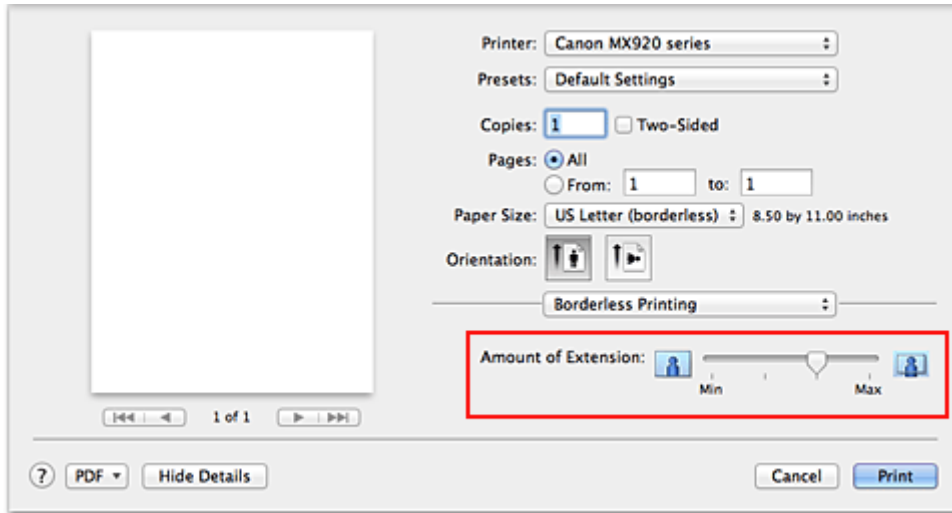 Printer: Canon MX920 series
Presets: Default Settings
Copies: 1 Two-Sided
Pages: All
From: 1 to: 1
Paper Size: US Letter (borderless) 8.50 by 11.00 inches
Orientation:
Borderless Printing
Amount of Extension:
Min Max
1 of 1
? PDF Hide Details Cancel Print